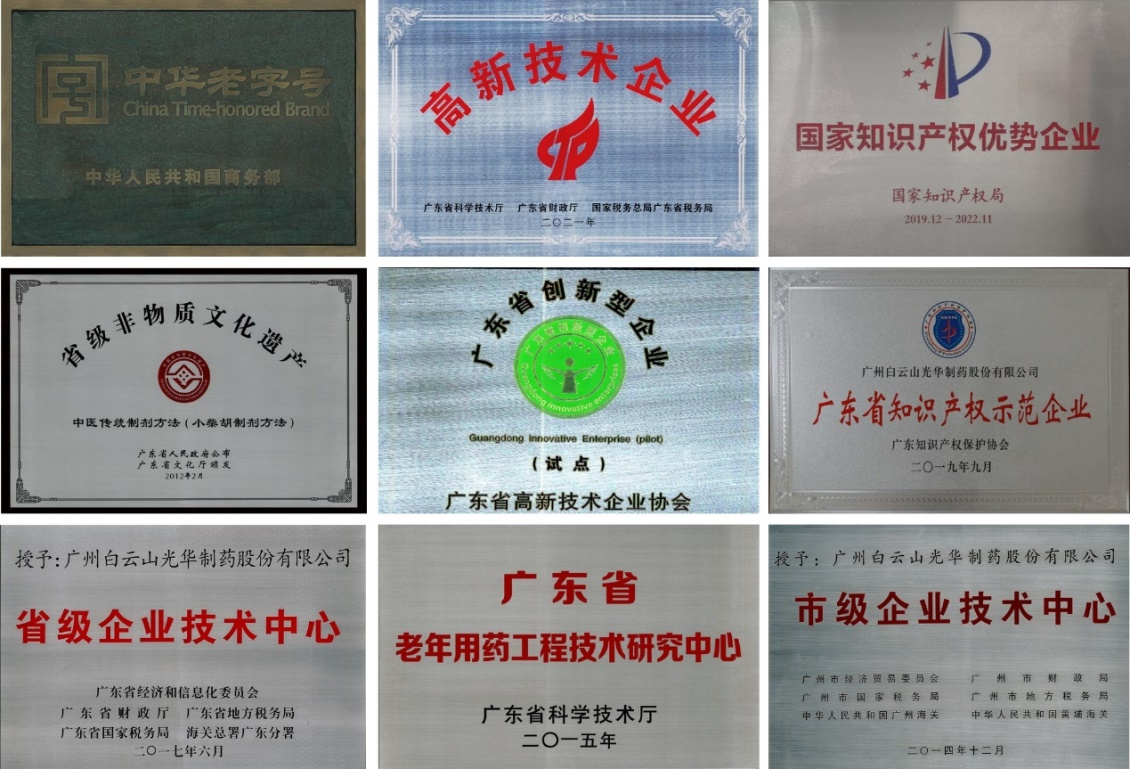 中华老字号
China Time-honored Brand
中华人民共和国商务部
高新技术企业
广东省科学技术厅 广东省财政厅 国家税务总局广东省税务局
二〇二一年
国家知识产权优势企业
国家知识产权局
2019.12 - 2022.11
省级非物质文化遗产
中医传统制剂方法(小柴胡制剂方法)
广东省人民政府公布
广东省文化厅颁发
2012年2月
广东省创新型企业
广东省创新型企业
Guangdong innovative enterprises
Guangdong Innovative Enterprise (pilot)
(试点)
广东省高新技术企业协会
广州白云山光华制药股份有限公司
广东省知识产权示范企业
广东知识产权保护协会
二〇一九年九月
授予:广州白云山光华制药股份有限公司
省级企业技术中心
广东省经济和信息化委员会
广东省财政厅 广东省地方税务局
广东省国家税务局 海关总署广东分署
二〇一七年六月
广东省
老年用药工程技术研究中心
广东省科学技术厅
二〇一五年
授予:广州白云山光华制药股份有限公司
市级企业技术中心
广州市经济贸易委员会 广州市财政局
广州市国家税务局 广州市地方税务局
中华人民共和国广州海关 中华人民共和国黄埔海关
二〇一四年十二月